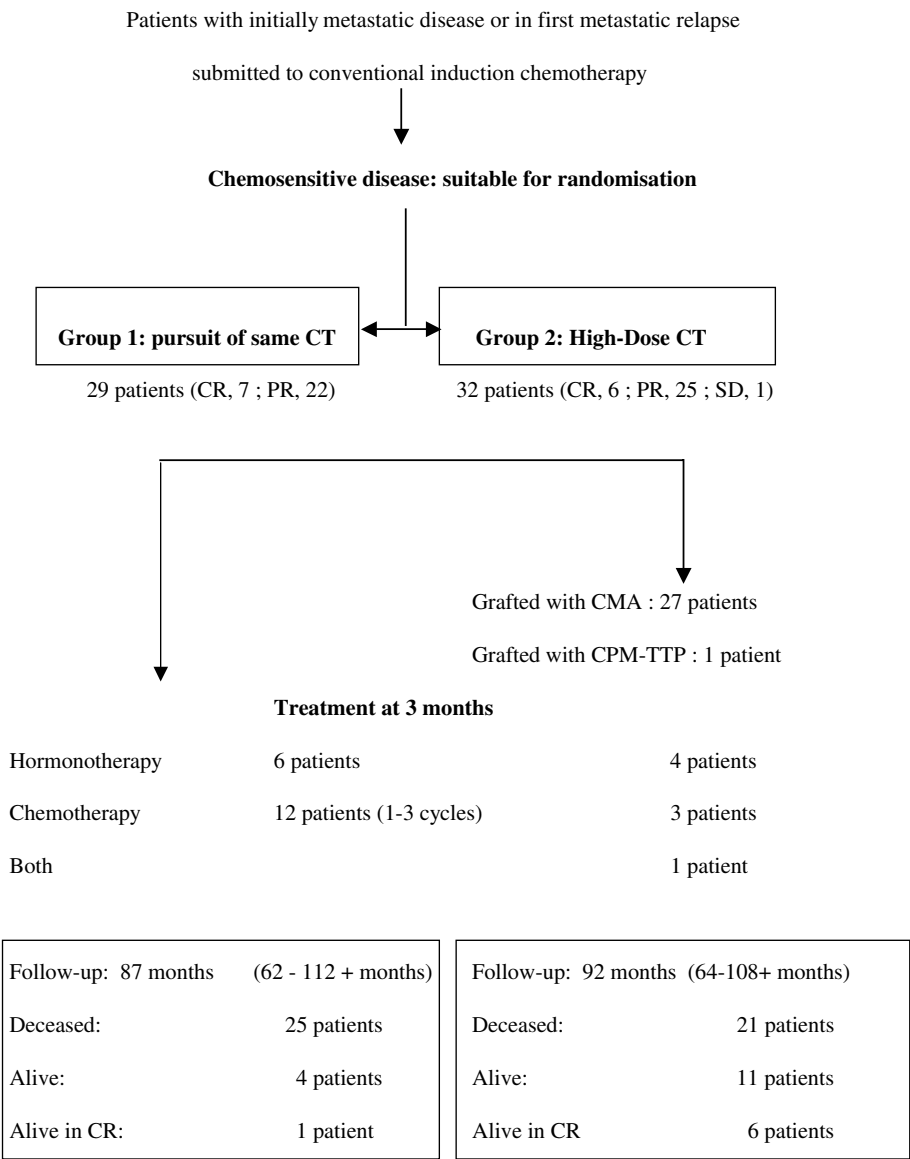 Patients with initially metastatic disease or in first metastatic relapse
submitted to conventional induction chemotherapy
Chemosensitive disease: suitable for randomisation
Group 1: pursuit of same CT
Group 2: High-Dose CT
29 patients (CR, 7 ; PR, 22)
32 patients (CR, 6 ; PR, 25 ; SD, 1)
Grafted with CMA : 27 patients
Grafted with CPM-TTP : 1 patient
Treatment at 3 months
Hormonotherapy 6 patients 4 patients
Chemotherapy 12 patients (1-3 cycles) 3 patients
Both 1 patient
Follow-up: 87 months (62 - 112 + months)
Deceased: 25 patients
Alive: 4 patients
Alive in CR: 1 patient
Follow-up: 92 months (64-108+ months)
Deceased: 21 patients
Alive: 11 patients
Alive in CR 6 patients